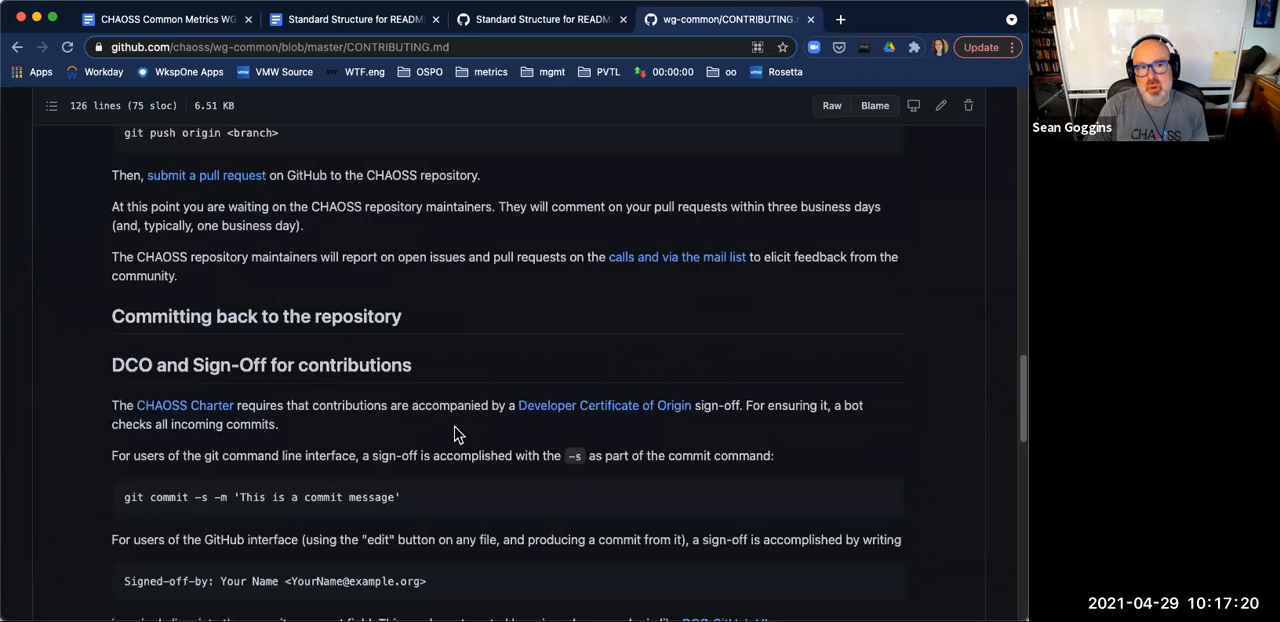 CHAOSS Common Metrics WG
Standard Structure for README
Standard Structure for README
wg-common/CONTRIBUTING.
github.com/chaoss/wg-common/blob/master/CONTRIBUTING.md
Update
Apps
Workday
WkspOne Apps
VMW Source
WTF.eng
OSPO
metrics
mgmt
PVTL
00:00:00
oo
Rosetta
126 lines (75 sloc) 6.51 KB
Raw
Blame
git push origin <branch>
Then, submit a pull request on GitHub to the CHAOSS repository.
At this point you are waiting on the CHAOSS repository maintainers. They will comment on your pull requests within three business days
(and, typically, one business day).
The CHAOSS repository maintainers will report on open issues and pull requests on the calls and via the mail list to elicit feedback from the
community.
Committing back to the repository
DCO and Sign-Off for contributions
The CHAOSS Charter requires that contributions are accompanied by a Developer Certificate of Origin sign-off. For ensuring it, a bot
checks all incoming commits.
For users of the git command line interface, a sign-off is accomplished with the -s as part of the commit command:
git commit -s -m 'This is a commit message'
For users of the GitHub interface (using the "edit" button on any file, and producing a commit from it), a sign-off is accomplished by writing
Signed-off-by: Your Name <YourName@example.org>
Sean Goggins
CHAOSS
2021-04-29 10:17:20